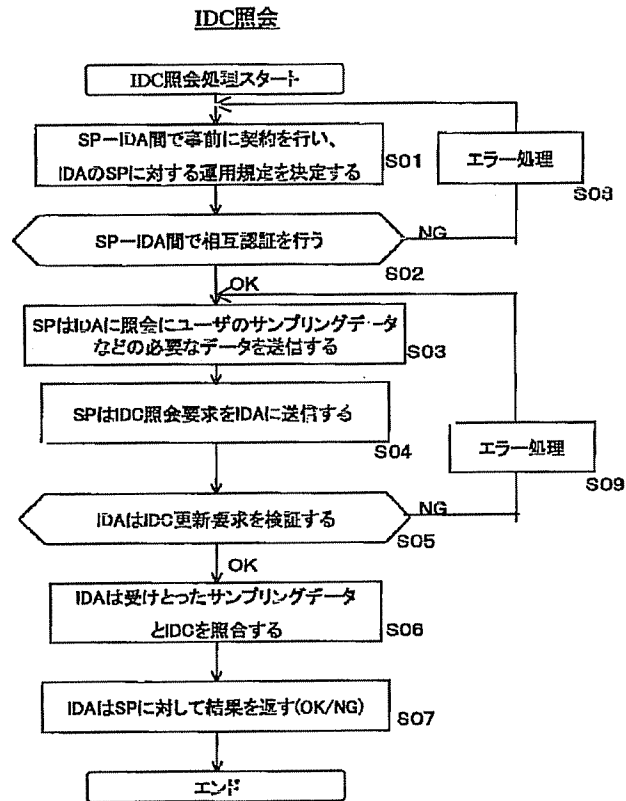 IDC照会
IDC照会処理スタート
SP－IDA間で事前に契約を行い、
IDAのSPに対する運用規定を決定する
S01
エラー処理
S08
SP－IDA間で相互認証を行う
NG
S02
OK
SPはIDAに照会にユーザのサンプリングデータ
などの必要なデータを送信する
S03
SPはIDC照会要求をIDAに送信する
S04
エラー処理
S09
IDAはIDC更新要求を検証する
NG
S05
OK
IDAは受けとったサンプリングデータ
とIDCを照合する
S06
IDAはSPに対して結果を返す(OK/NG)
S07
エンド